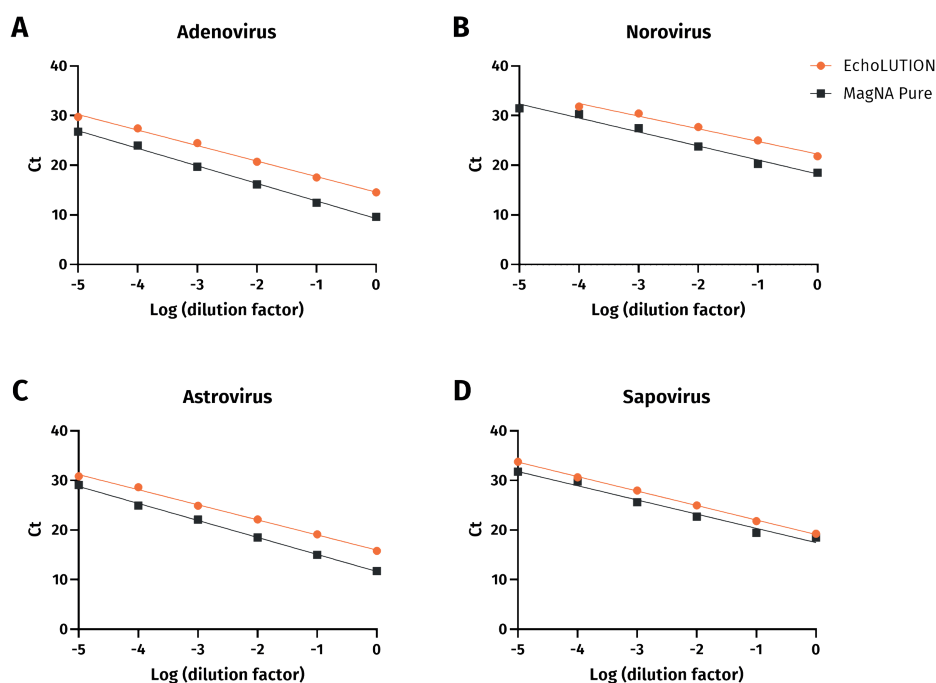 A
Adenovirus
40
30
20
10
0
Ct
-5 -4 -3 -2 -1 0
Log (dilution factor)
B
Norovirus
40
30
20
10
0
Ct
-5 -4 -3 -2 -1 0
Log (dilution factor)
EchoLUTION
MagNA Pure
C
Astrovirus
40
30
20
10
0
Ct
-5 -4 -3 -2 -1 0
Log (dilution factor)
D
Sapovirus
40
30
20
10
0
Ct
-5 -4 -3 -2 -1 0
Log (dilution factor)